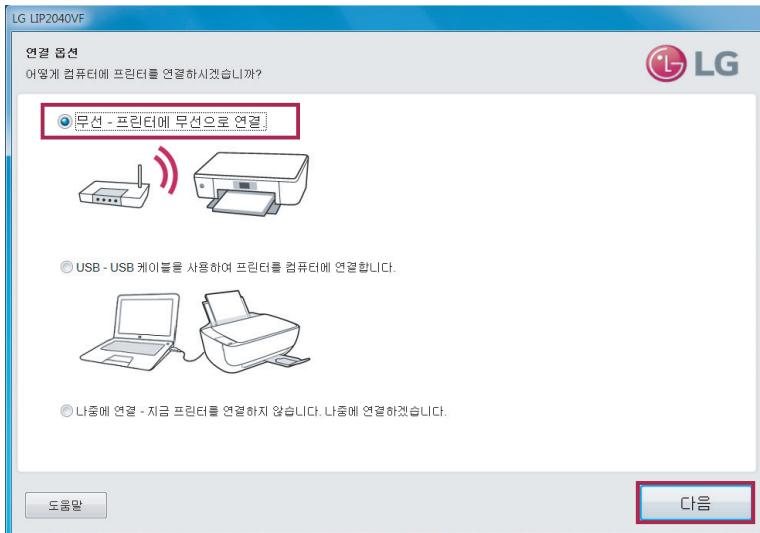 LG LIP2040VF
연결 옵션
어떻게 컴퓨터에 프린터를 연결하시겠습니까?
LG
무선 - 프린터에 무선으로 연결.
USB - USB 케이블을 사용하여 프린터를 컴퓨터에 연결합니다.
나중에 연결 - 지금 프린터를 연결하지 않습니다. 나중에 연결하겠습니다.
도움말
다음